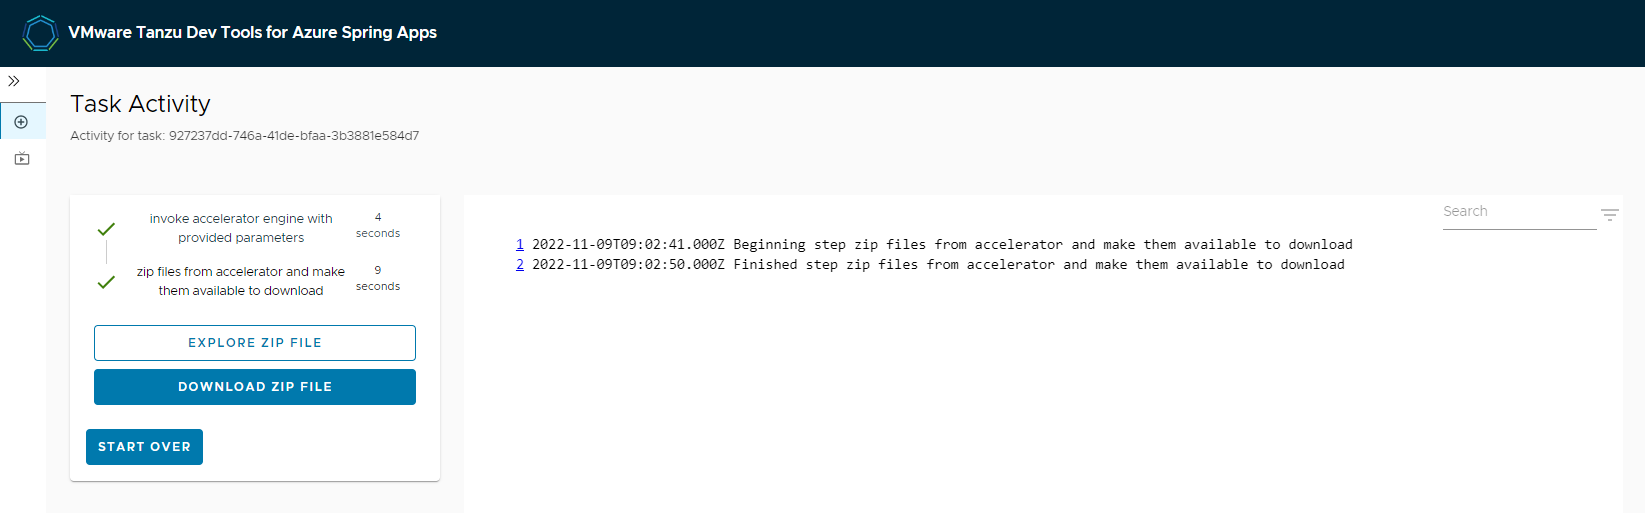 VMware Tanzu Dev Tools for Azure Spring Apps
Task Activity
Activity for task: 927237dd-746a-41de-bfaa-3b3881e584d7
invoke accelerator engine with
provided parameters
4
seconds
zip files from accelerator and make
them available to download
9
seconds
EXPLORE ZIP FILE
DOWNLOAD ZIP FILE
START OVER
Search
1 2022-11-09T09:02:41.000Z Beginning step zip files from accelerator and make them available to download
2 2022-11-09T09:02:50.000Z Finished step zip files from accelerator and make them available to download